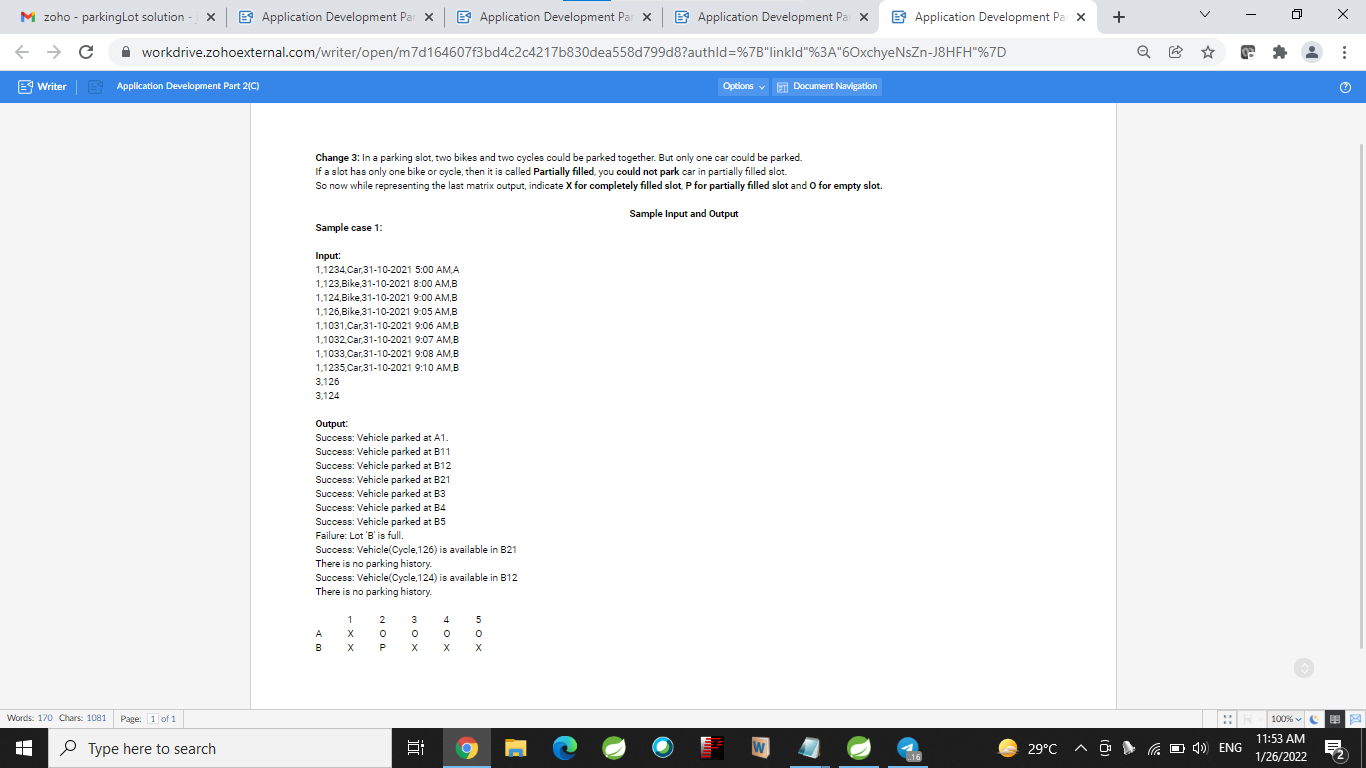 zoho - parkingLot solution -
Application Development Par
Application Development Par
Application Development Pa
Application Development Pa
workdrive.zohoexternal.com/writer/open/m7d164607f3bd4c2c4217b830dea558d799d8?authId=%7B"linkId"%3A"6OxchyeNsZn-J8HFH"%7D
Writer
Application Development Part 2(C)
Options
Document Navigation
Change 3: In a parking slot, two bikes and two cycles could be parked together. But only one car could be parked.
If a slot has only one bike or cycle, then it is called Partially filled, you could not park car in partially filled slot.
So now while representing the last matrix output, indicate X for completely filled slot, P for partially filled slot and O for empty slot.
Sample Input and Output
Sample case 1:
Input:
1,1234,Car,31-10-2021 5:00 AM,A
1,123,Bike,31-10-2021 8:00 AM,B
1,124,Bike,31-10-2021 9:00 AM,B
1,126,Bike,31-10-2021 9:05 AM,B
1,1031,Car,31-10-2021 9:06 AM,B
1,1032,Car,31-10-2021 9:07 AM,B
1,1033,Car,31-10-2021 9:08 AM,B
1,1235,Car,31-10-2021 9:10 AM,B
3,126
3,124
Output:
Success: Vehicle parked at A1.
Success: Vehicle parked at B11
Success: Vehicle parked at B12
Success: Vehicle parked at B21
Success: Vehicle parked at B3
Success: Vehicle parked at B4
Success: Vehicle parked at B5
Failure: Lot 'B' is full.
Success: Vehicle(Cycle,126) is available in B21
There is no parking history.
Success: Vehicle(Cycle,124) is available in B12
There is no parking history.
1 2 3 4 5
A X O O O O
B X P X X X
Words: 170 Chars: 1081 Page: 1 of 1
100%
Type here to search
16
29°C
ENG
11:53 AM
1/26/2022
2